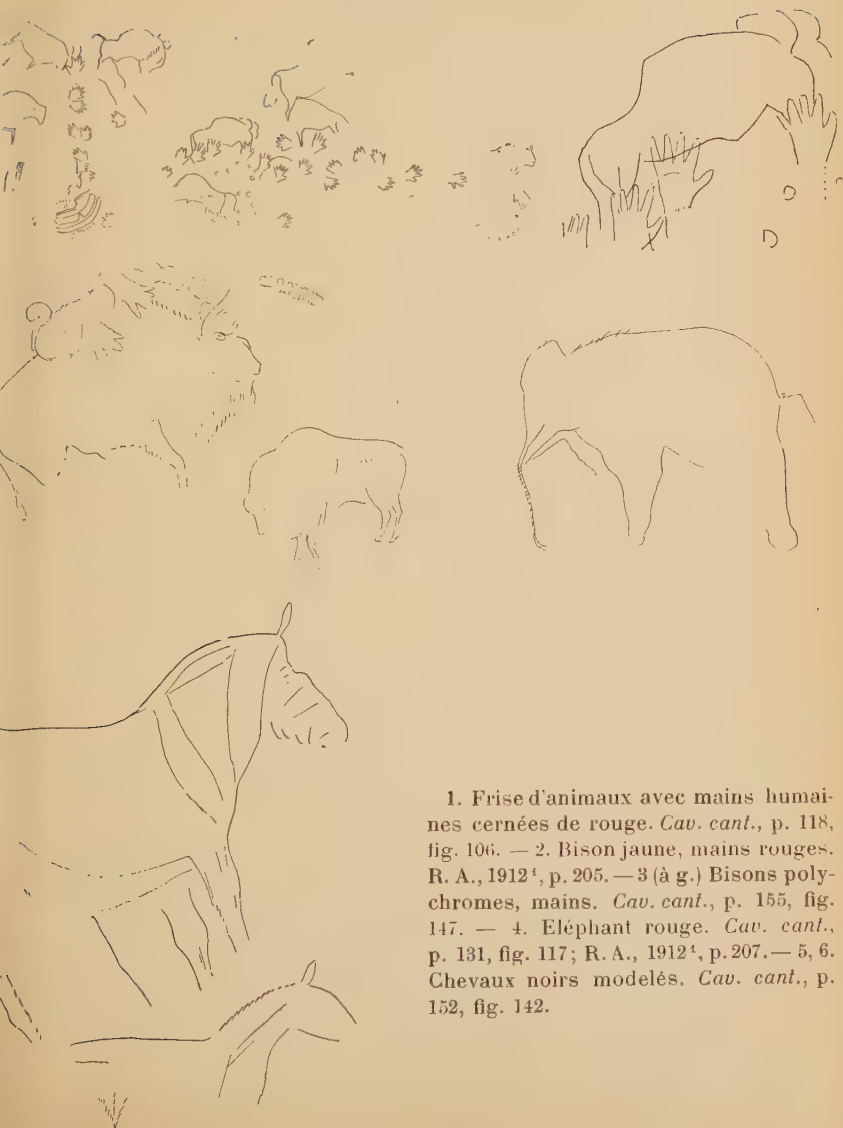 1. Frise d'animaux avec mains humai-
nes cernées de rouge. Cav. cant., p. 118,
fig. 106. — 2. Bison jaune, mains rouges.
R. A., 1912¹, p. 205. — 3 (à g.) Bisons poly-
chromes, mains. Cav. cant., p. 155, fig.
147. — 4. Eléphant rouge. Cav. cant.,
p. 131, fig. 117; R. A., 1912¹, p. 207. — 5, 6.
Chevaux noirs modelés. Cav. cant., p.
152, fig. 142.